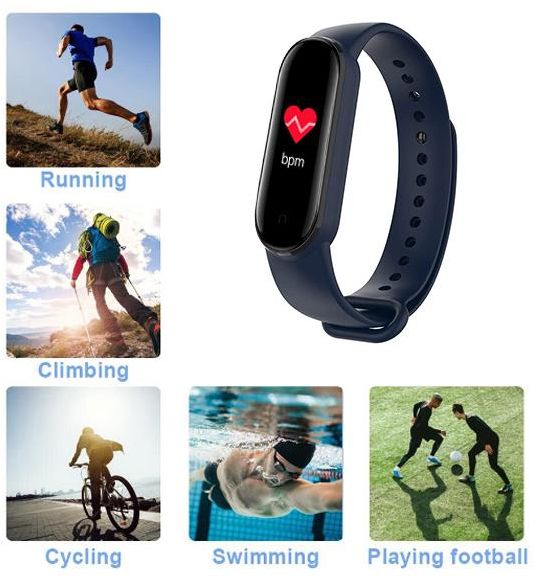 Running
bpm
Climbing
Cycling
Swimming
Playing football